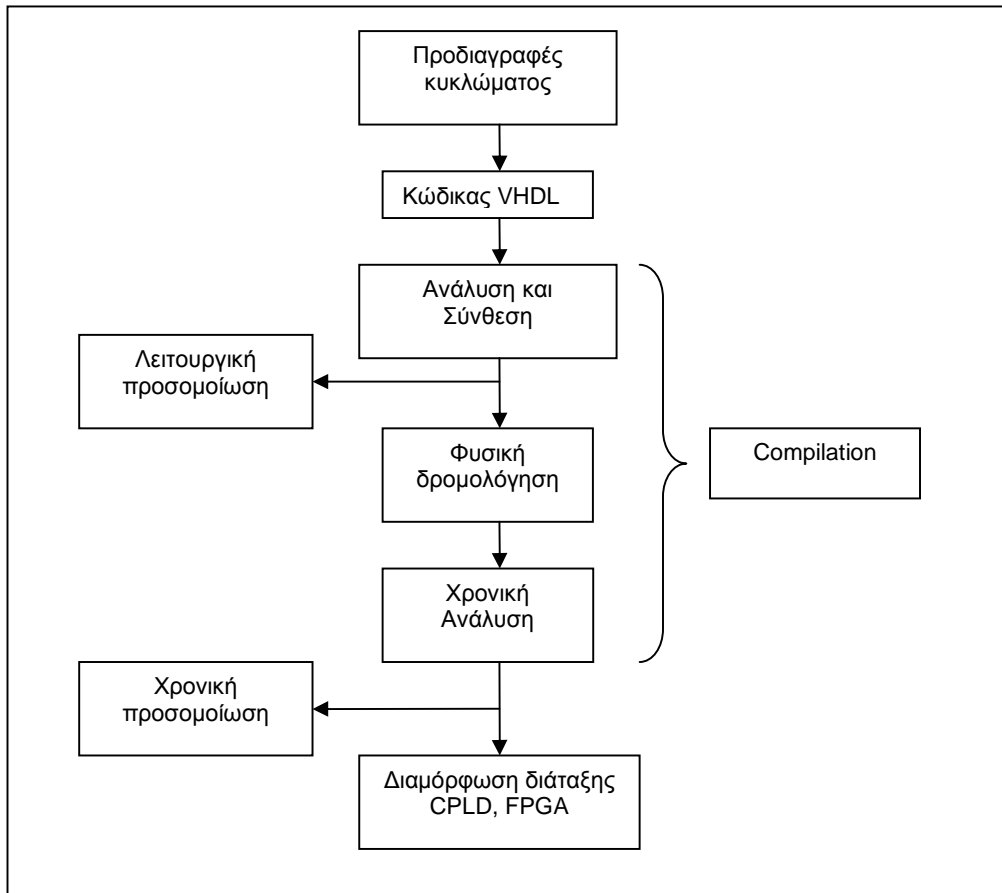 Προδιαγραφές
κυκλώματος
Κώδικας VHDL
Ανάλυση και
Σύνθεση
Λειτουργική
προσομοίωση
Φυσική
δρομολόγηση
Compilation
Χρονική
Ανάλυση
Χρονική
προσομοίωση
Διαμόρφωση διάταξης
CPLD, FPGA